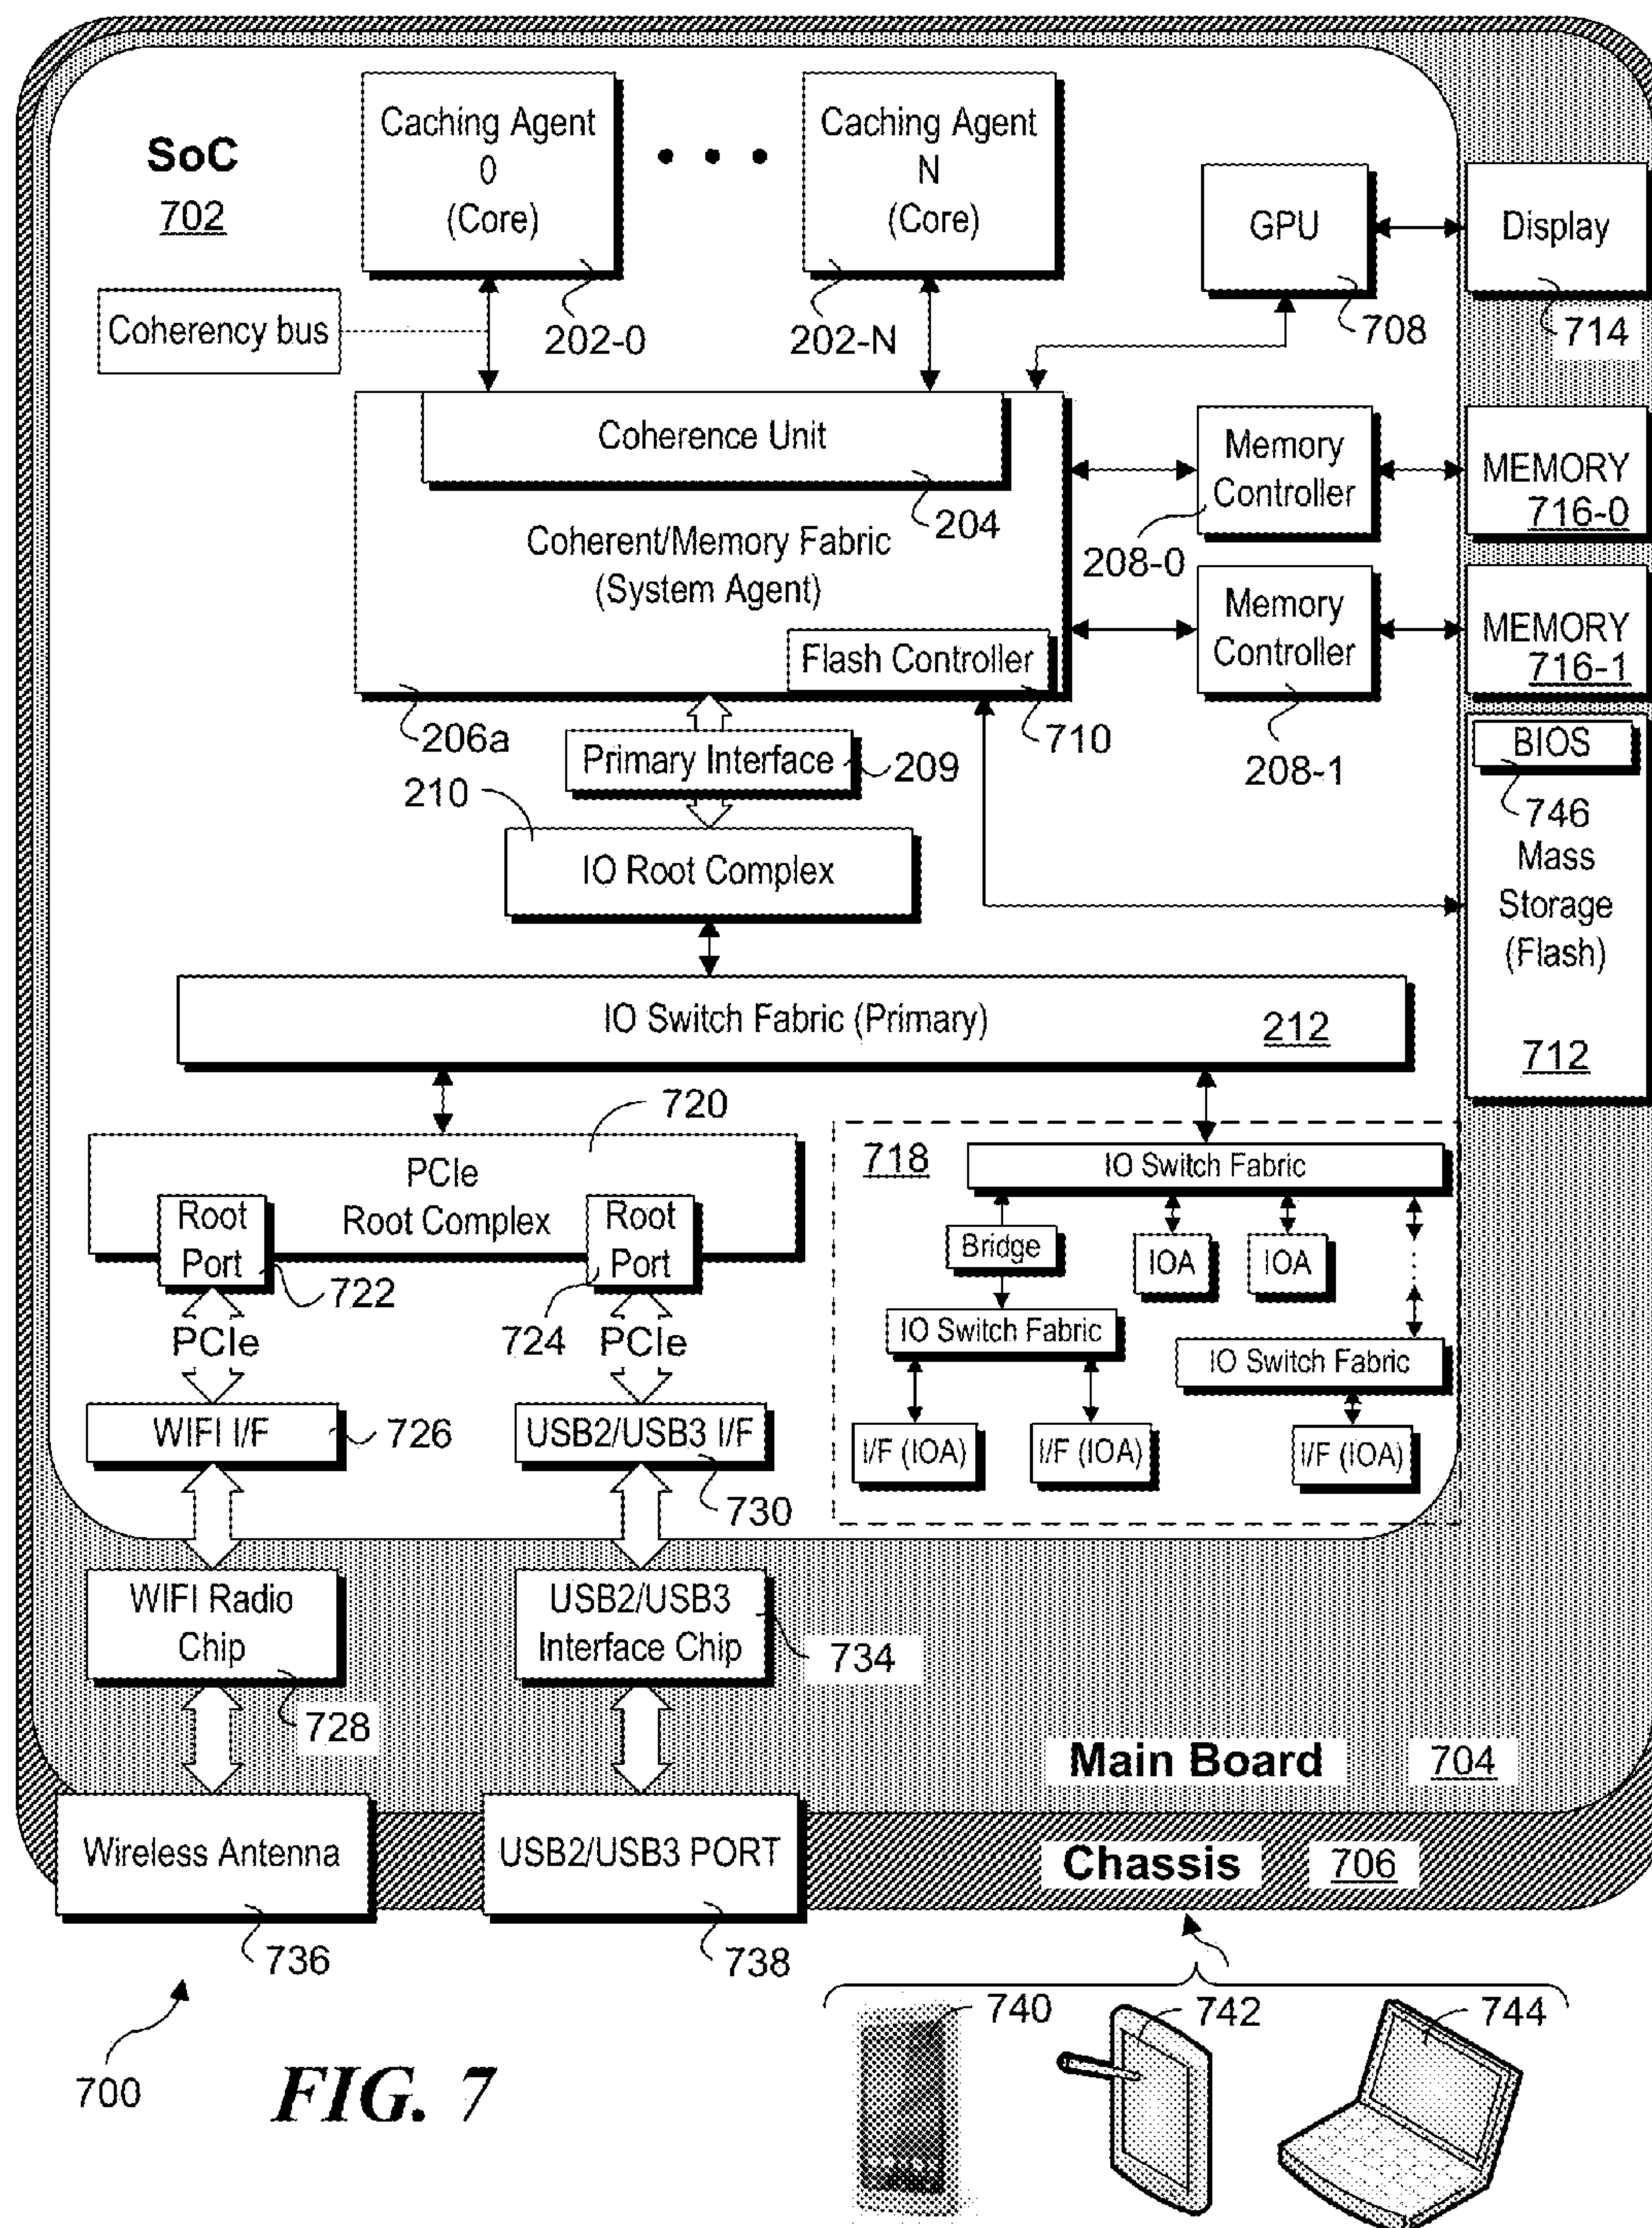 SoC
702
Caching Agent
0
(Core)
202-0
• • •
Caching Agent
N
(Core)
202-N
Coherency bus
GPU
708
Display
714
Coherence Unit
204
Coherent/Memory Fabric
(System Agent)
206a
Flash Controller
710
Memory
Controller
208-0
MEMORY
716-0
Memory
Controller
208-1
MEMORY
716-1
BIOS
746
Mass
Storage
(Flash)
712
Primary Interface
209
210
IO Root Complex
IO Switch Fabric (Primary)
212
720
PCIe
Root Complex
Root
Port
722
Root
Port
724
PCIe
PCIe
WIFI I/F
726
USB2/USB3 I/F
730
718
IO Switch Fabric
Bridge
IOA
IOA
IO Switch Fabric
IO Switch Fabric
I/F (IOA)
I/F (IOA)
I/F (IOA)
WIFI Radio
Chip
728
USB2/USB3
Interface Chip
734
Main Board
704
Wireless Antenna
736
USB2/USB3 PORT
738
Chassis
706
740
742
744
700
FIG. 7